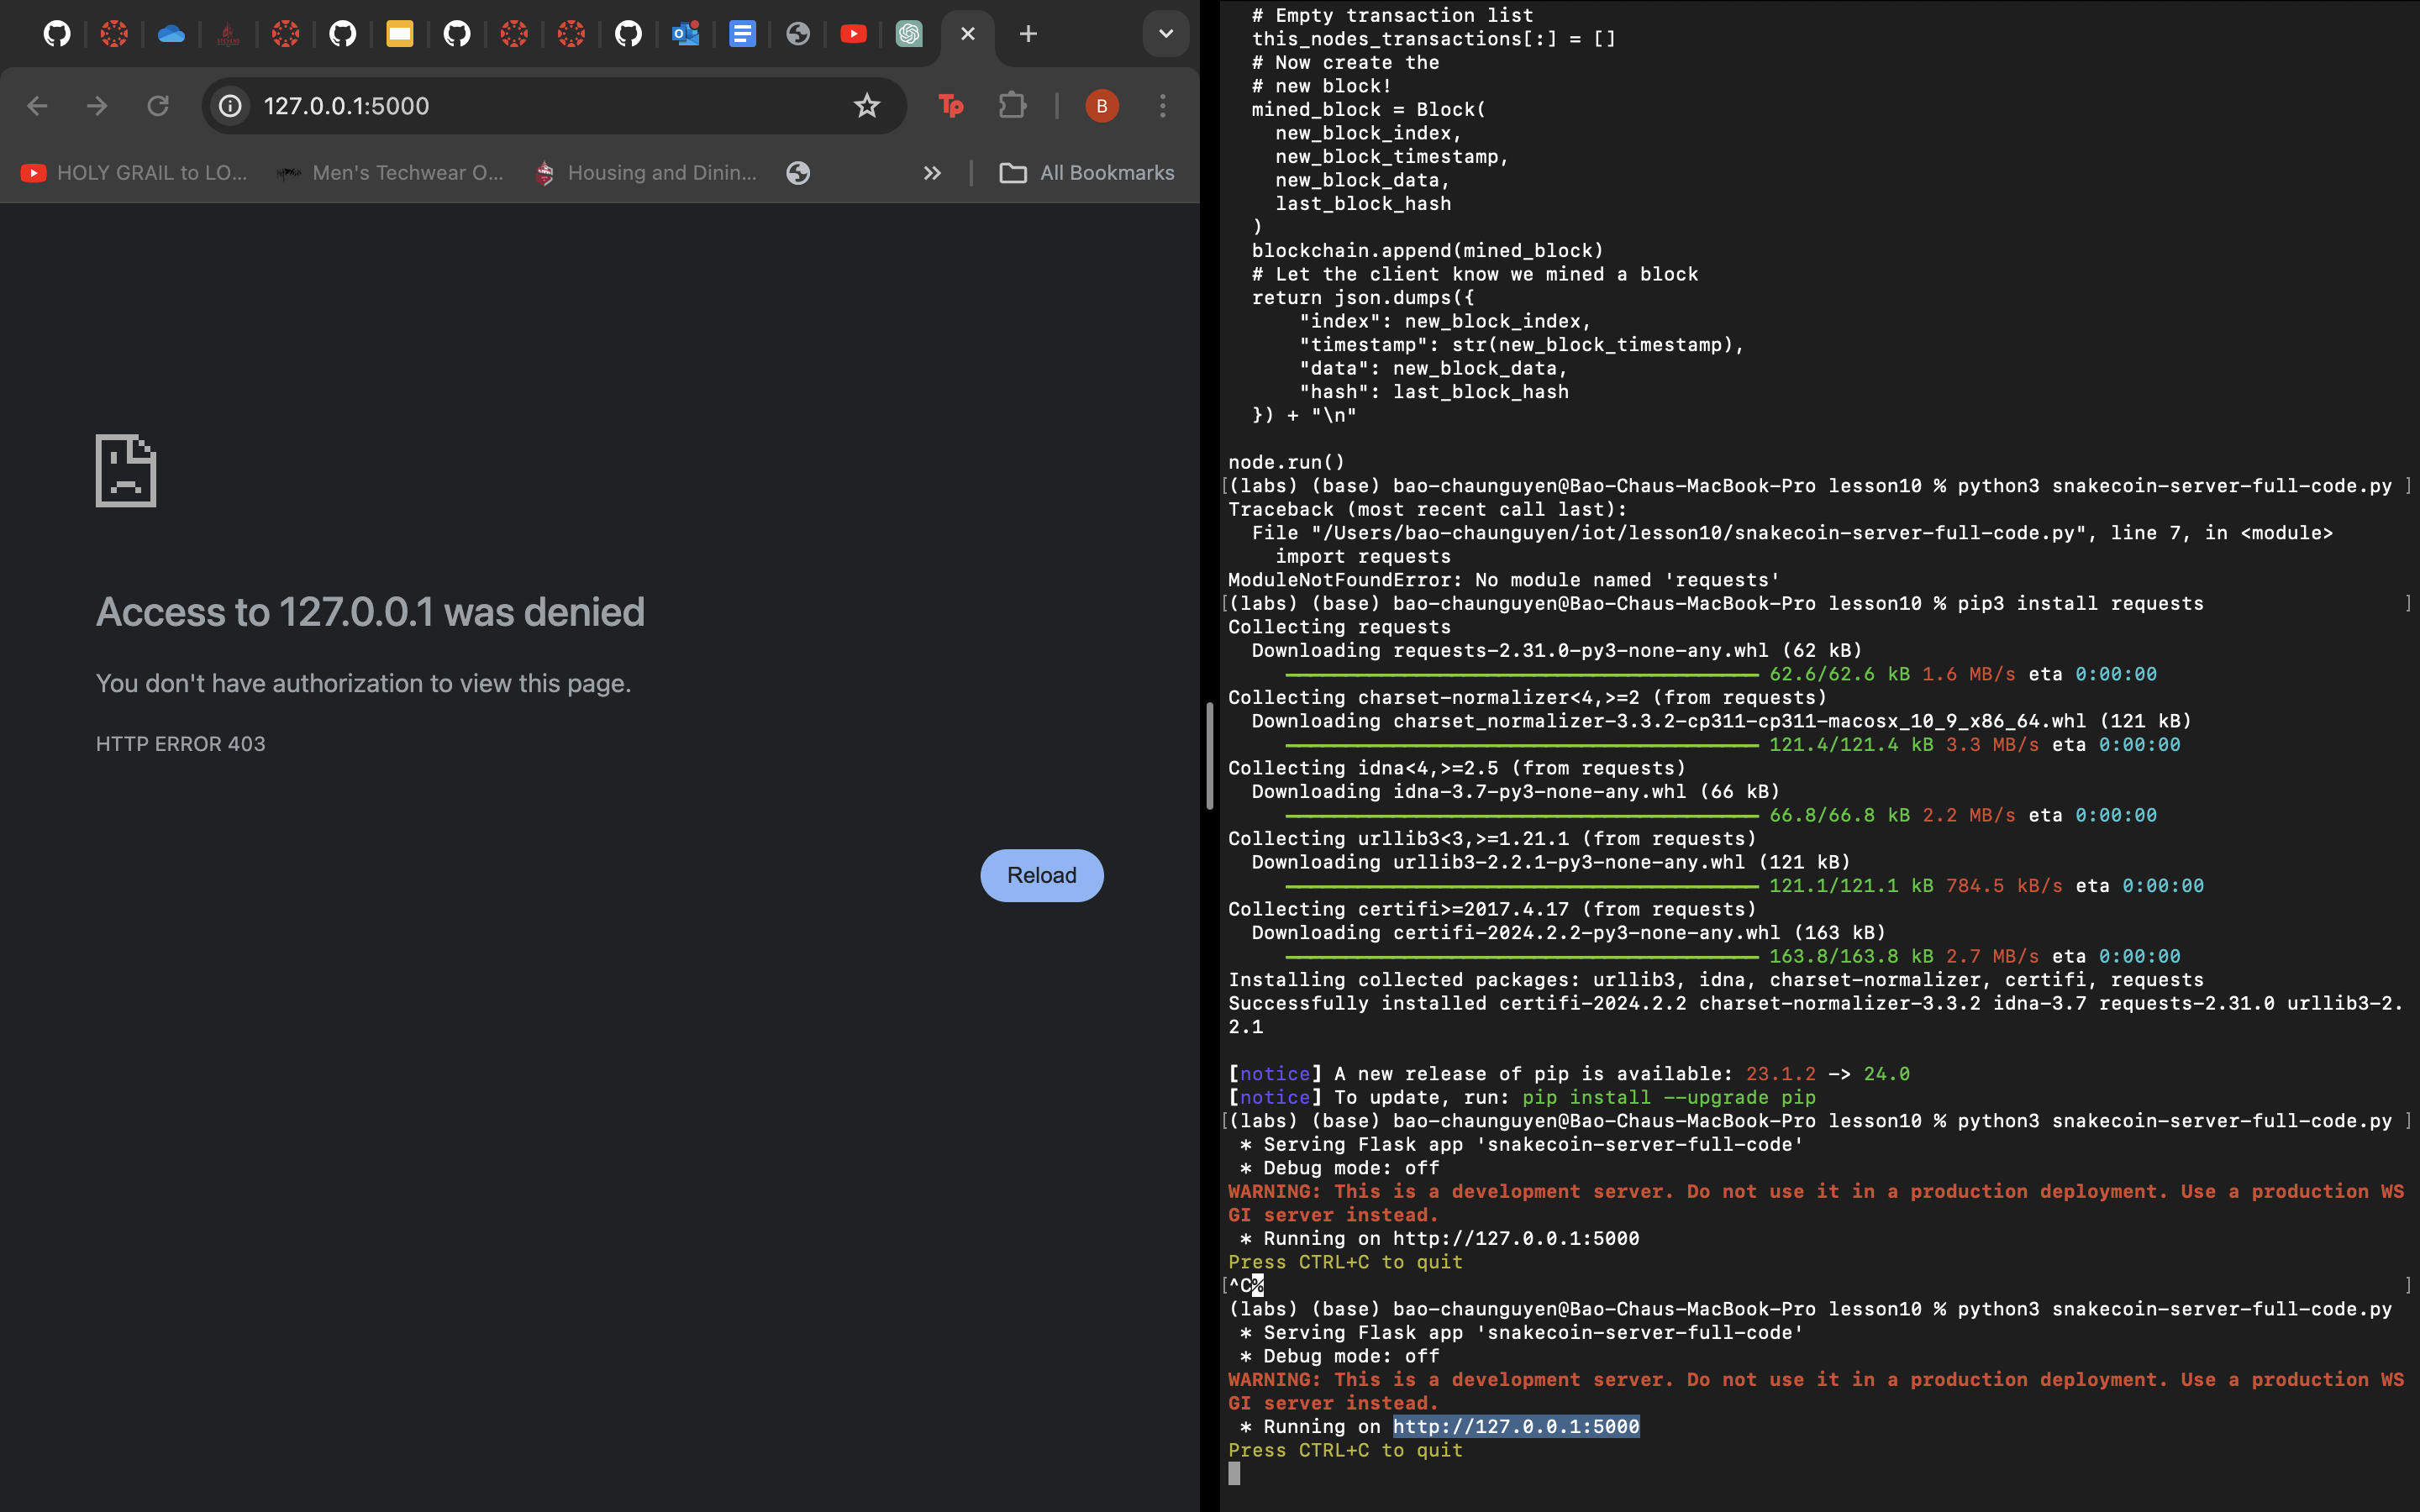 127.0.0.1:5000
B
HOLY GRAIL to LO...
Men's Techwear O...
Housing and Dinin...
All Bookmarks
Access to 127.0.0.1 was denied
You don't have authorization to view this page.
HTTP ERROR 403
Reload
# Empty transaction list
this_nodes_transactions[:] = []
# Now create the
# new block!
mined_block = Block(
new_block_index,
new_block_timestamp,
new_block_data,
last_block_hash
)
blockchain.append(mined_block)
# Let the client know we mined a block
return json.dumps({
"index": new_block_index,
"timestamp": str(new_block_timestamp),
"data": new_block_data,
"hash": last_block_hash
}) + "\n"
node.run()
[(labs) (base) bao-chaunguyen@Bao-Chaus-MacBook-Pro lesson10 % python3 snakecoin-server-full-code.py ]
Traceback (most recent call last):
File "/Users/bao-chaunguyen/iot/lesson10/snakecoin-server-full-code.py", line 7, in <module>
import requests
ModuleNotFoundError: No module named 'requests'
[(labs) (base) bao-chaunguyen@Bao-Chaus-MacBook-Pro lesson10 % pip3 install requests ]
Collecting requests
Downloading requests-2.31.0-py3-none-any.whl (62 kB)
62.6/62.6 kB 1.6 MB/s eta 0:00:00
Collecting charset-normalizer<4,>=2 (from requests)
Downloading charset_normalizer-3.3.2-cp311-cp311-macosx_10_9_x86_64.whl (121 kB)
121.4/121.4 kB 3.3 MB/s eta 0:00:00
Collecting idna<4,>=2.5 (from requests)
Downloading idna-3.7-py3-none-any.whl (66 kB)
66.8/66.8 kB 2.2 MB/s eta 0:00:00
Collecting urllib3<3,>=1.21.1 (from requests)
Downloading urllib3-2.2.1-py3-none-any.whl (121 kB)
121.1/121.1 kB 784.5 kB/s eta 0:00:00
Collecting certifi>=2017.4.17 (from requests)
Downloading certifi-2024.2.2-py3-none-any.whl (163 kB)
163.8/163.8 kB 2.7 MB/s eta 0:00:00
Installing collected packages: urllib3, idna, charset-normalizer, certifi, requests
Successfully installed certifi-2024.2.2 charset-normalizer-3.3.2 idna-3.7 requests-2.31.0 urllib3-2.
2.1
[notice] A new release of pip is available: 23.1.2 -> 24.0
[notice] To update, run: pip install --upgrade pip
[(labs) (base) bao-chaunguyen@Bao-Chaus-MacBook-Pro lesson10 % python3 snakecoin-server-full-code.py ]
* Serving Flask app 'snakecoin-server-full-code'
* Debug mode: off
WARNING: This is a development server. Do not use it in a production deployment. Use a production WS
GI server instead.
* Running on http://127.0.0.1:5000
Press CTRL+C to quit
[^C% ]
(labs) (base) bao-chaunguyen@Bao-Chaus-MacBook-Pro lesson10 % python3 snakecoin-server-full-code.py
* Serving Flask app 'snakecoin-server-full-code'
* Debug mode: off
WARNING: This is a development server. Do not use it in a production deployment. Use a production WS
GI server instead.
* Running on http://127.0.0.1:5000
Press CTRL+C to quit